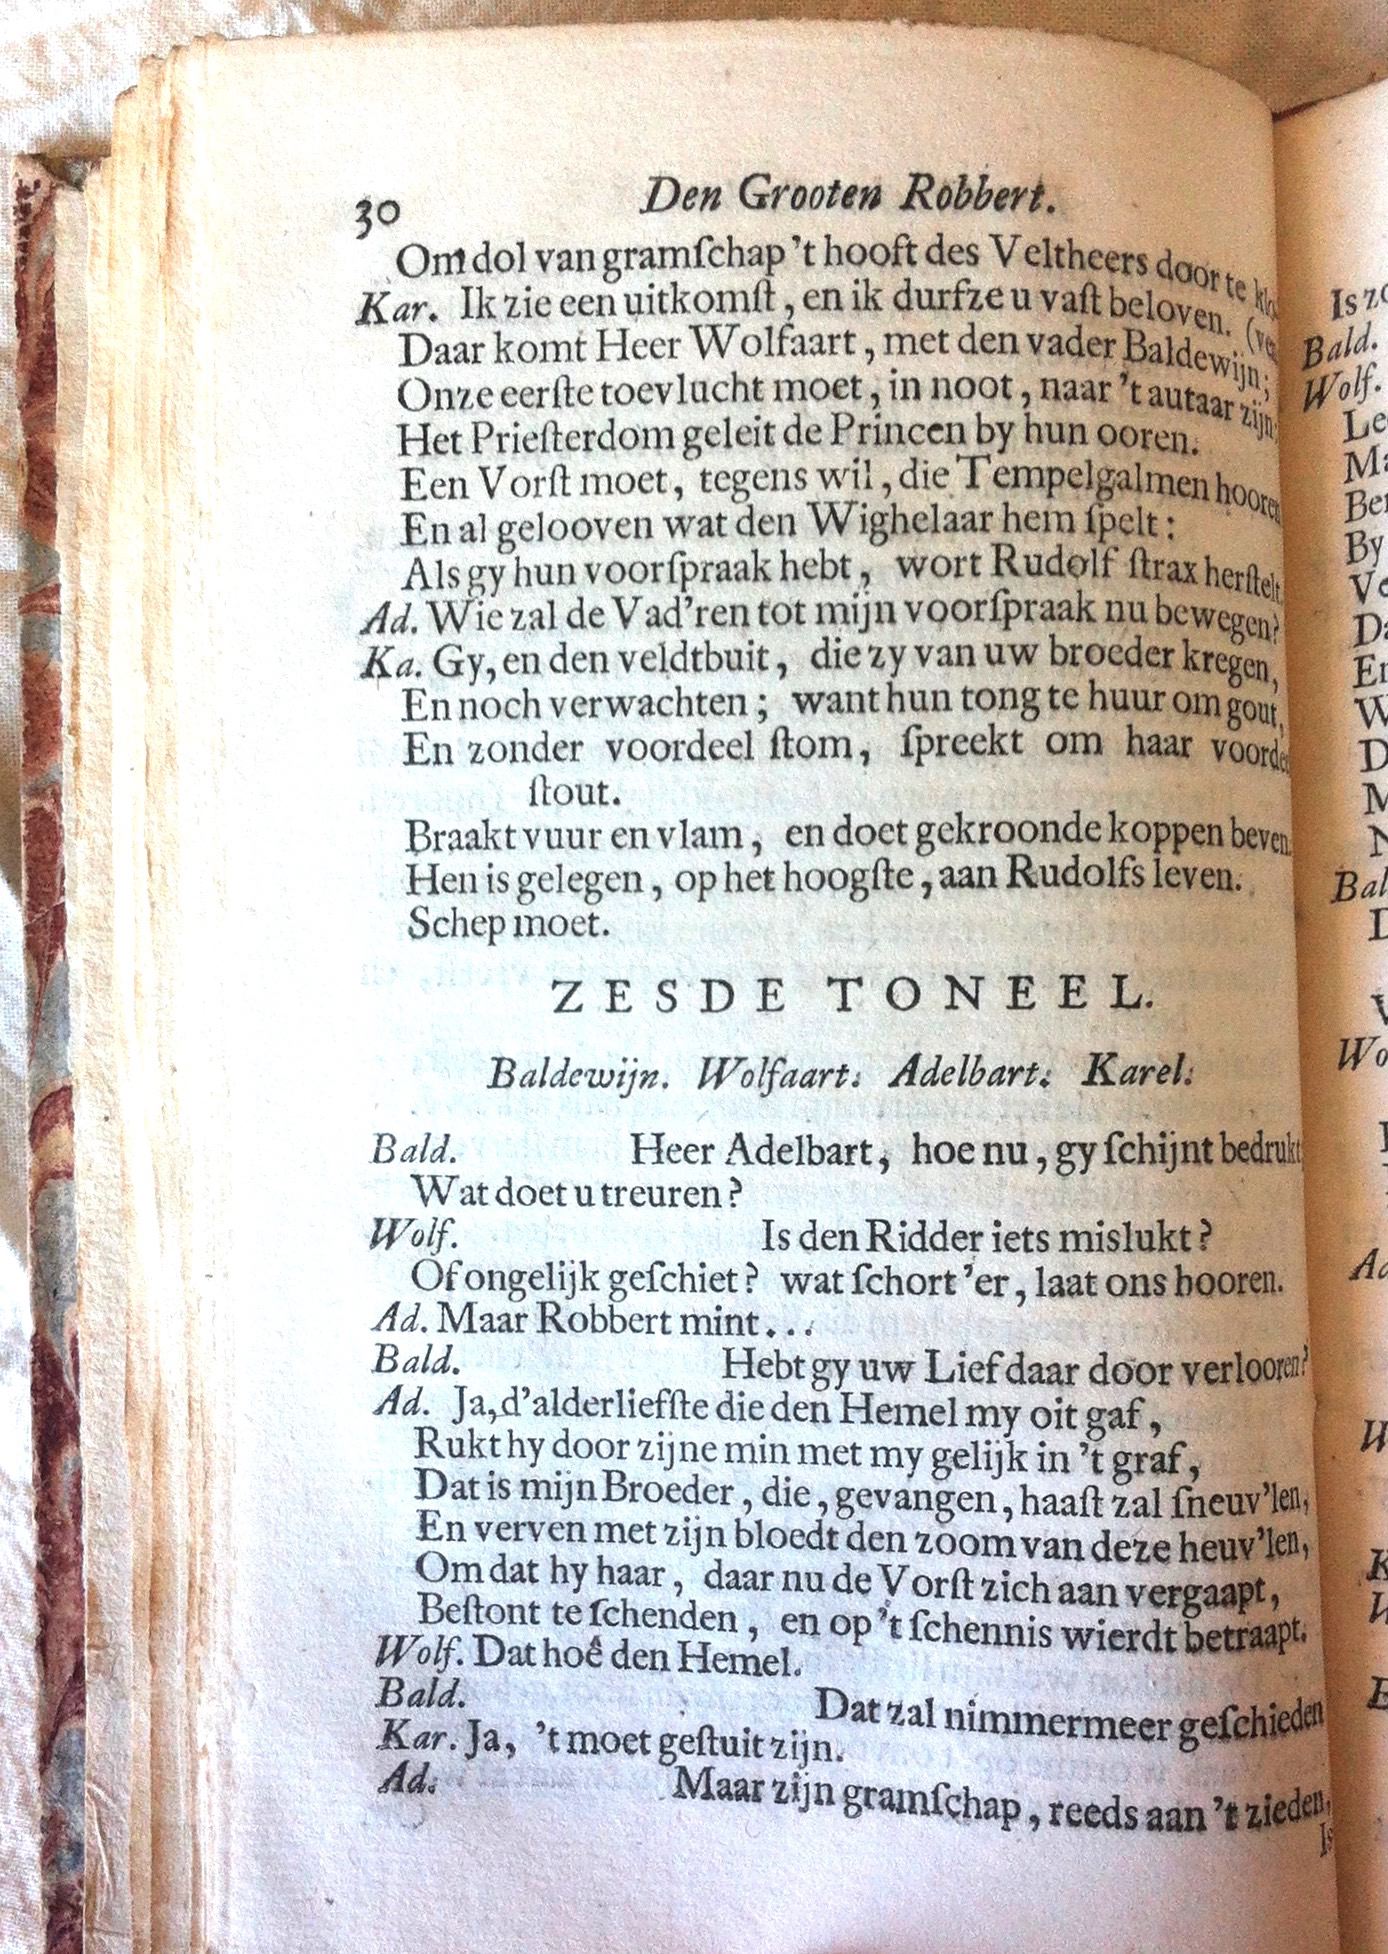 30 Den Grooten Robbert.
Om dol van gramſchap 't hooft des Veltheers door te
Kar. Ik zie een uitkomſt, en ik durfze u vaſt beloven.
Daar komt Heer Wolfaart, met den vader Baldewijn;
Onze eerſte toevlucht moet, in noot, naar 't autaar zijn
Het Prieſterdom geleit de Princen by hun ooren.
Een Vorſt moet, tegens wil, die Tempelgalmen hooren
En al gelooven wat den Wighelaar hem ſpelt:
Als gy hun voorſpraak hebt, wort Rudolf ſtrax herſtelt
Ad. Wie zal de Vad'ren tot mijn voorſpraak nu bewegen?
Ka. Gy, en den veldtbuit, die zy van uw broeder kregen,
En noch verwachten; want hun tong te huur om gout,
En zonder voordeel ſtom, ſpreekt om haar
ſtout.
Braakt vuur en vlam, en doet gekroonde koppen beven
Hen is gelegen, op het hoogſte, aan Rudolfs leven.
Schep moet.
ZESDE TONEEL.
Baldewijn. Wolfaart. Adelbart. Karel.
Bald. Heer Adelbart, hoe nu, gy ſchijnt bedrukt
Wat doet u treuren?
Wolf. Is den Ridder iets mislukt?
Of ongelijk geſchiet? wat ſchort 'er, laat ons hooren.
Ad. Maar Robbert mint...
Bald. Hebt gy uw Lief daar door verlooren?
Ad. Ja, d'alderliefſte die den Hemel my oit gaf,
Rukt hy door zijne min met my gelijk in 't graf,
Dat is mijn Broeder, die, gevangen, haaſt zal ſneuv'len,
En verven met zijn bloedt den zoom van deze heuv'len,
Om dat hy haar, daar nu de Vorſt zich aan vergaapt,
Beſtont te ſchenden, en op 't ſchennis wierdt betraapt.
Wolf. Dat hoê den Hemel.
Bald. Dat zal nimmermeer geſchieden
Kar. Ja, 't moet geſtuit zijn.
Ad. Maar zijn gramſchap, reeds aan 't zieden,
Is
Bald.
Wolf.